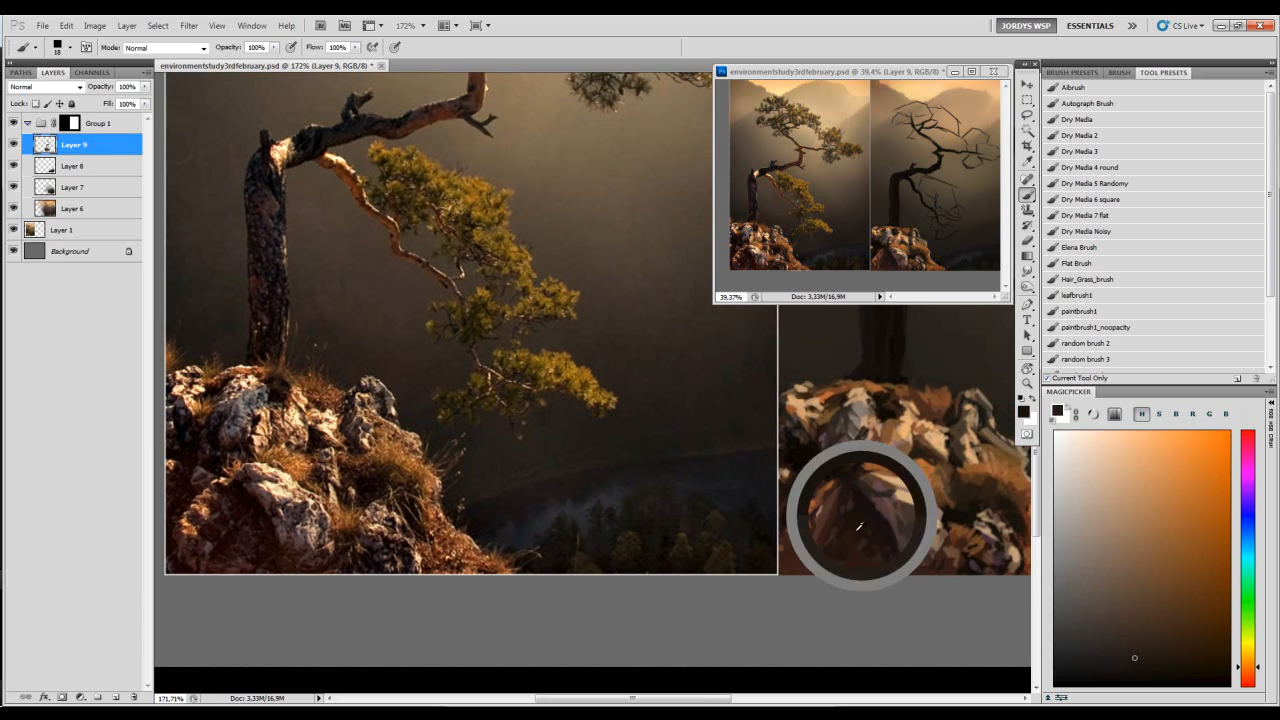 Ps File Edit Image Layer Select Filter View Window Help Br Mb 172% JORDYS WSP ESSENTIALS CS Live
18 Mode: Normal Opacity: 100% Flow: 100%
PATHS LAYERS CHANNELS
environmentstudy3rdfebruary.psd @ 172% (Layer 9, RGB/8) *
environmentstudy3rdfebruary.psd @ 39,4% (Layer 9, RGB/8) *
BRUSH PRESETS BRUSH TOOL PRESETS
Normal Opacity: 100%
Lock: Fill: 100%
Group 1
Layer 9
Layer 8
Layer 7
Layer 6
Layer 1
Background
Airbrush
Autograph Brush
Dry Media
Dry Media 2
Dry Media 3
Dry Media 4 round
Dry Media 5 Randomy
Dry Media 6 square
Dry Media 7 flat
Dry Media Noisy
Elena Brush
Flat Brush
Hair_Grass_brush
leafbrush1
paintbrush1
paintbrush1_noopacity
random brush 2
random brush 3
Current Tool Only
39,37% Doc: 3,33M/16,9M
MAGICPICKER
H S B R G B
171,71% Doc: 3,33M/16,9M